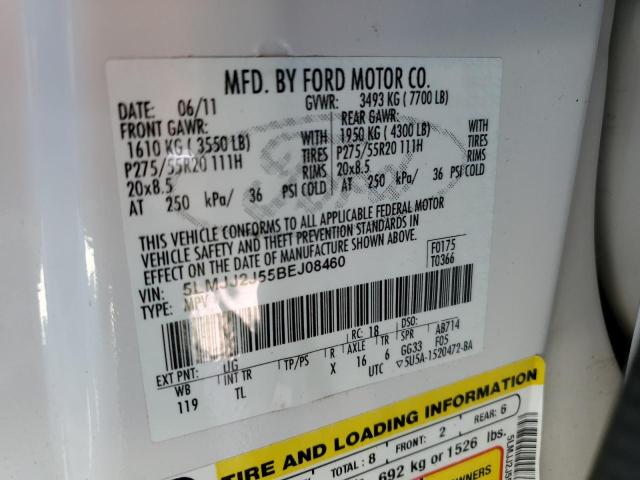 MFD. BY FORD MOTOR CO.
DATE: 06/11 GVWR: 3493 KG ( 7700 LB)
FRONT GAWR: REAR GAWR:
1610 KG ( 3550 LB) WITH 1950 KG ( 4300 LB) WITH
P275/55R20 111H TIRES P275/55R20 111H TIRES
20x8.5 RIMS 20x8.5 RIMS
AT 250 kPa/ 36 PSI COLD AT 250 kPa/ 36 PSI COLD
THIS VEHICLE CONFORMS TO ALL APPLICABLE FEDERAL MOTOR
VEHICLE SAFETY AND THEFT PREVENTION STANDARDS IN
EFFECT ON THE DATE OF MANUFACTURE SHOWN ABOVE.
VIN: 5LMJJ2J55BEJ08460 F0175
TYPE: MPV T0366
EXT PNT: UG RC: 18 DSO:
WB INT TR TP/PS R AXLE TR SPR AB714
119 TL X 16 6 GG33 F05
UTC ▽5U5A-1520472-BA
TIRE AND LOADING INFORMATION
TOTAL: 8 FRONT: 2 REAR: 6
692 kg or 1526 lbs.